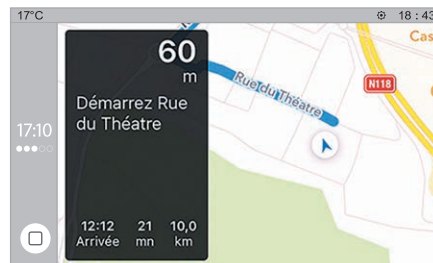 17°C
18 : 43
17:10
60
m
Démarrez Rue
du Théatre
12:12 21 10,0
Arrivée mn km
Rue du Théatre
N118
Cas